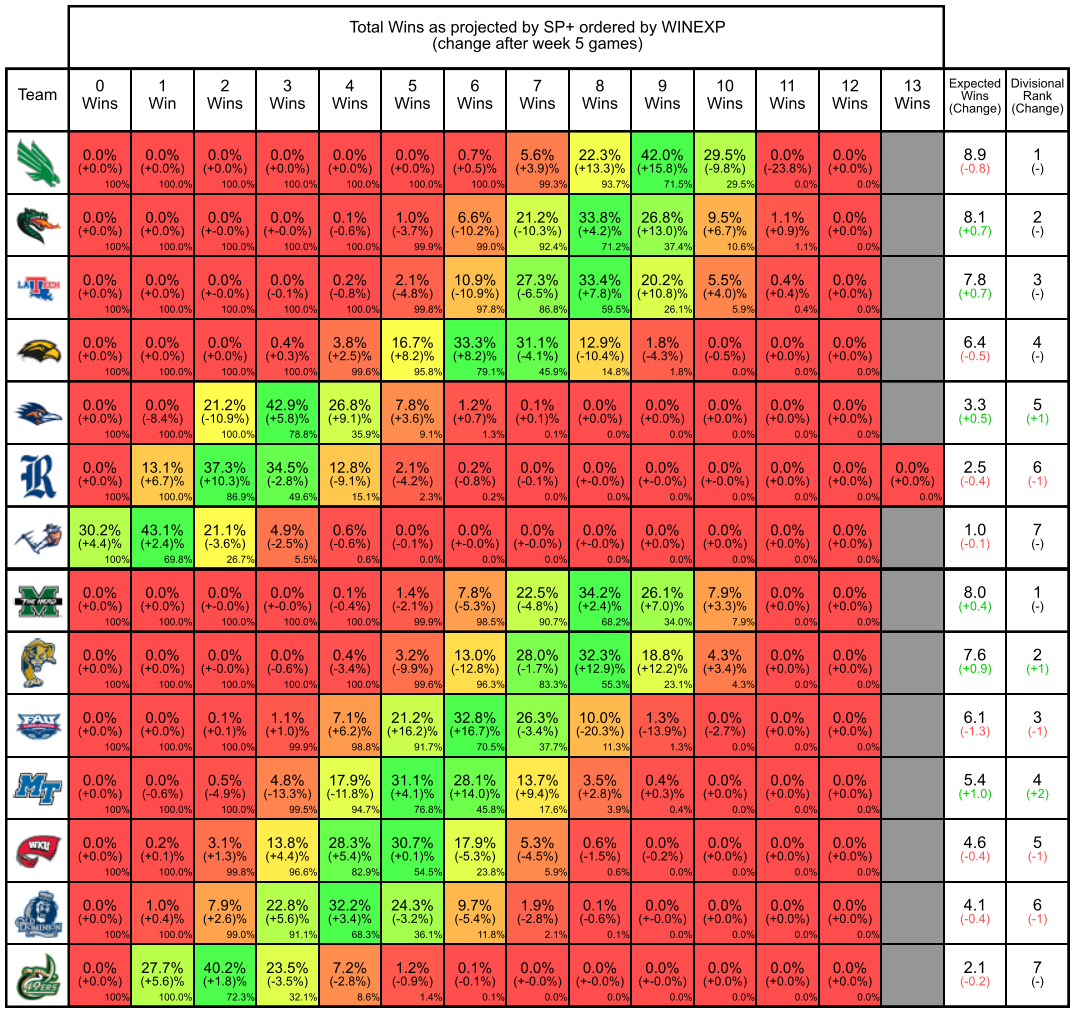 Total Wins as projected by SP+ ordered by WINEXP
(change after week 5 games)
Team
0 Wins
1 Win
2 Wins
3 Wins
4 Wins
5 Wins
6 Wins
7 Wins
8 Wins
9 Wins
10 Wins
11 Wins
12 Wins
13 Wins
Expected Wins (Change)
Divisional Rank (Change)
0.0% 0.0% 0.0% 0.0% 0.0% 0.0% 0.7% 5.6% 22.3% 42.0% 29.5% 0.0% 0.0% 8.9 1
(+0.0%) (+0.0%) (+0.0%) (+0.0%) (+0.0%) (+0.0%) (+0.5)% (+3.9)% (+13.3)% (+15.8)% (-9.8)% (-23.8)% (+0.0%) (-0.8) (-)
100% 100.0% 100.0% 100.0% 100.0% 100.0% 100.0% 99.3% 93.7% 71.5% 29.5% 0.0% 0.0%
0.0% 0.0% 0.0% 0.0% 0.1% 1.0% 6.6% 21.2% 33.8% 26.8% 9.5% 1.1% 0.0% 8.1 2
(+0.0%) (+0.0%) (+-0.0%) (+-0.0%) (-0.6%) (-3.7%) (-10.2%) (-10.3%) (+4.2)% (+13.0)% (+6.7)% (+0.9)% (+0.0%) (+0.7) (-)
100% 100.0% 100.0% 100.0% 100.0% 99.9% 99.0% 92.4% 71.2% 37.4% 10.6% 1.1% 0.0%
0.0% 0.0% 0.0% 0.0% 0.2% 2.1% 10.9% 27.3% 33.4% 20.2% 5.5% 0.4% 0.0% 7.8 3
(+0.0%) (+0.0%) (+-0.0%) (-0.1%) (-0.8%) (-4.8%) (-10.9%) (-6.5%) (+7.8)% (+10.8)% (+4.0)% (+0.4)% (+0.0%) (+0.7) (-)
100% 100.0% 100.0% 100.0% 100.0% 99.8% 97.8% 86.8% 59.5% 26.1% 5.9% 0.4% 0.0%
0.0% 0.0% 0.0% 0.4% 3.8% 16.7% 33.3% 31.1% 12.9% 1.8% 0.0% 0.0% 0.0% 6.4 4
(+0.0%) (+0.0%) (+0.0%) (+0.3)% (+2.5)% (+8.2)% (+8.2)% (-4.1)% (-10.4)% (-4.3)% (-0.5)% (+0.0%) (+0.0%) (-0.5) (-)
100% 100.0% 100.0% 100.0% 99.6% 95.8% 79.1% 45.9% 14.8% 1.8% 0.0% 0.0% 0.0%
0.0% 0.0% 21.2% 42.9% 26.8% 7.8% 1.2% 0.1% 0.0% 0.0% 0.0% 0.0% 0.0% 3.3 5
(+0.0%) (-8.4%) (-10.9%) (+5.8)% (+9.1)% (+3.6)% (+0.7)% (+0.1)% (+0.0%) (+0.0%) (+0.0%) (+0.0%) (+0.0%) (+0.5) (+1)
100% 100.0% 100.0% 78.8% 35.9% 9.1% 1.3% 0.1% 0.0% 0.0% 0.0% 0.0% 0.0%
0.0% 13.1% 37.3% 34.5% 12.8% 2.1% 0.2% 0.0% 0.0% 0.0% 0.0% 0.0% 0.0% 0.0% 2.5 6
(+0.0%) (+6.7)% (+10.3)% (-2.8)% (-9.1)% (-4.2)% (-0.8)% (-0.1)% (+-0.0%) (+-0.0%) (+-0.0%) (+0.0%) (+0.0%) (+0.0%) (-0.4) (-1)
100% 100.0% 86.9% 49.6% 15.1% 2.3% 0.2% 0.0% 0.0% 0.0% 0.0% 0.0% 0.0% 0.0%
30.2% 43.1% 21.1% 4.9% 0.6% 0.0% 0.0% 0.0% 0.0% 0.0% 0.0% 0.0% 0.0% 1.0 7
(+4.4)% (+2.4)% (-3.6)% (-2.5)% (-0.6)% (-0.1)% (+-0.0%) (+-0.0%) (+-0.0%) (+0.0%) (+0.0%) (+0.0%) (+0.0%) (-0.1) (-)
100% 69.8% 26.7% 5.5% 0.6% 0.0% 0.0% 0.0% 0.0% 0.0% 0.0% 0.0% 0.0%
THE HERD
0.0% 0.0% 0.0% 0.0% 0.1% 1.4% 7.8% 22.5% 34.2% 26.1% 7.9% 0.0% 0.0% 8.0 1
(+0.0%) (+0.0%) (+-0.0%) (+-0.0%) (-0.4%) (-2.1%) (-5.3%) (-4.8%) (+2.4)% (+7.0)% (+3.3)% (+0.0%) (+0.0%) (+0.4) (-)
100% 100.0% 100.0% 100.0% 100.0% 99.9% 98.5% 90.7% 68.2% 34.0% 7.9% 0.0% 0.0%
0.0% 0.0% 0.0% 0.0% 0.4% 3.2% 13.0% 28.0% 32.3% 18.8% 4.3% 0.0% 0.0% 7.6 2
(+0.0%) (+0.0%) (+-0.0%) (-0.6%) (-3.4%) (-9.9%) (-12.8%) (-1.7)% (+12.9)% (+12.2)% (+3.4)% (+0.0%) (+0.0%) (+0.9) (+1)
100% 100.0% 100.0% 100.0% 100.0% 99.6% 96.3% 83.3% 55.3% 23.1% 4.3% 0.0% 0.0%
FAU
0.0% 0.0% 0.1% 1.1% 7.1% 21.2% 32.8% 26.3% 10.0% 1.3% 0.0% 0.0% 0.0% 6.1 3
(+0.0%) (+0.0%) (+0.1)% (+1.0)% (+6.2)% (+16.2)% (+16.7)% (-3.4)% (-20.3)% (-13.9)% (-2.7)% (+0.0%) (+0.0%) (-1.3) (-1)
100% 100.0% 100.0% 99.9% 98.8% 91.7% 70.5% 37.7% 11.3% 1.3% 0.0% 0.0% 0.0%
MT
0.0% 0.0% 0.5% 4.8% 17.9% 31.1% 28.1% 13.7% 3.5% 0.4% 0.0% 0.0% 0.0% 5.4 4
(+0.0%) (-0.6%) (-4.9%) (-13.3%) (-11.8%) (+4.1)% (+14.0)% (+9.4)% (+2.8)% (+0.3)% (+0.0%) (+0.0%) (+0.0%) (+1.0) (+2)
100% 100.0% 100.0% 99.5% 94.7% 76.8% 45.8% 17.6% 3.9% 0.4% 0.0% 0.0% 0.0%
WKU
0.0% 0.2% 3.1% 13.8% 28.3% 30.7% 17.9% 5.3% 0.6% 0.0% 0.0% 0.0% 0.0% 4.6 5
(+0.0%) (+0.1)% (+1.3)% (+4.4)% (+5.4)% (+0.1)% (-5.3)% (-4.5)% (-1.5)% (-0.2)% (+0.0%) (+0.0%) (+0.0%) (-0.4) (-1)
100% 100.0% 99.8% 96.6% 82.9% 54.5% 23.8% 5.9% 0.6% 0.0% 0.0% 0.0% 0.0%
DOMINION
0.0% 1.0% 7.9% 22.8% 32.2% 24.3% 9.7% 1.9% 0.1% 0.0% 0.0% 0.0% 0.0% 4.1 6
(+0.0%) (+0.4)% (+2.6)% (+5.6)% (+3.4)% (-3.2)% (-5.4)% (-2.8)% (-0.6)% (+-0.0%) (+0.0%) (+0.0%) (+0.0%) (-0.4) (-1)
100% 100.0% 99.0% 91.1% 68.3% 36.1% 11.8% 2.1% 0.1% 0.0% 0.0% 0.0% 0.0%
49ERS
0.0% 27.7% 40.2% 23.5% 7.2% 1.2% 0.1% 0.0% 0.0% 0.0% 0.0% 0.0% 0.0% 2.1 7
(+0.0%) (+5.6)% (+1.8)% (-3.5)% (-2.8)% (-0.9)% (-0.1)% (+-0.0%) (+-0.0%) (+-0.0%) (+0.0%) (+0.0%) (+0.0%) (-0.2) (-)
100% 100.0% 72.3% 32.1% 8.6% 1.4% 0.1% 0.0% 0.0% 0.0% 0.0% 0.0% 0.0%